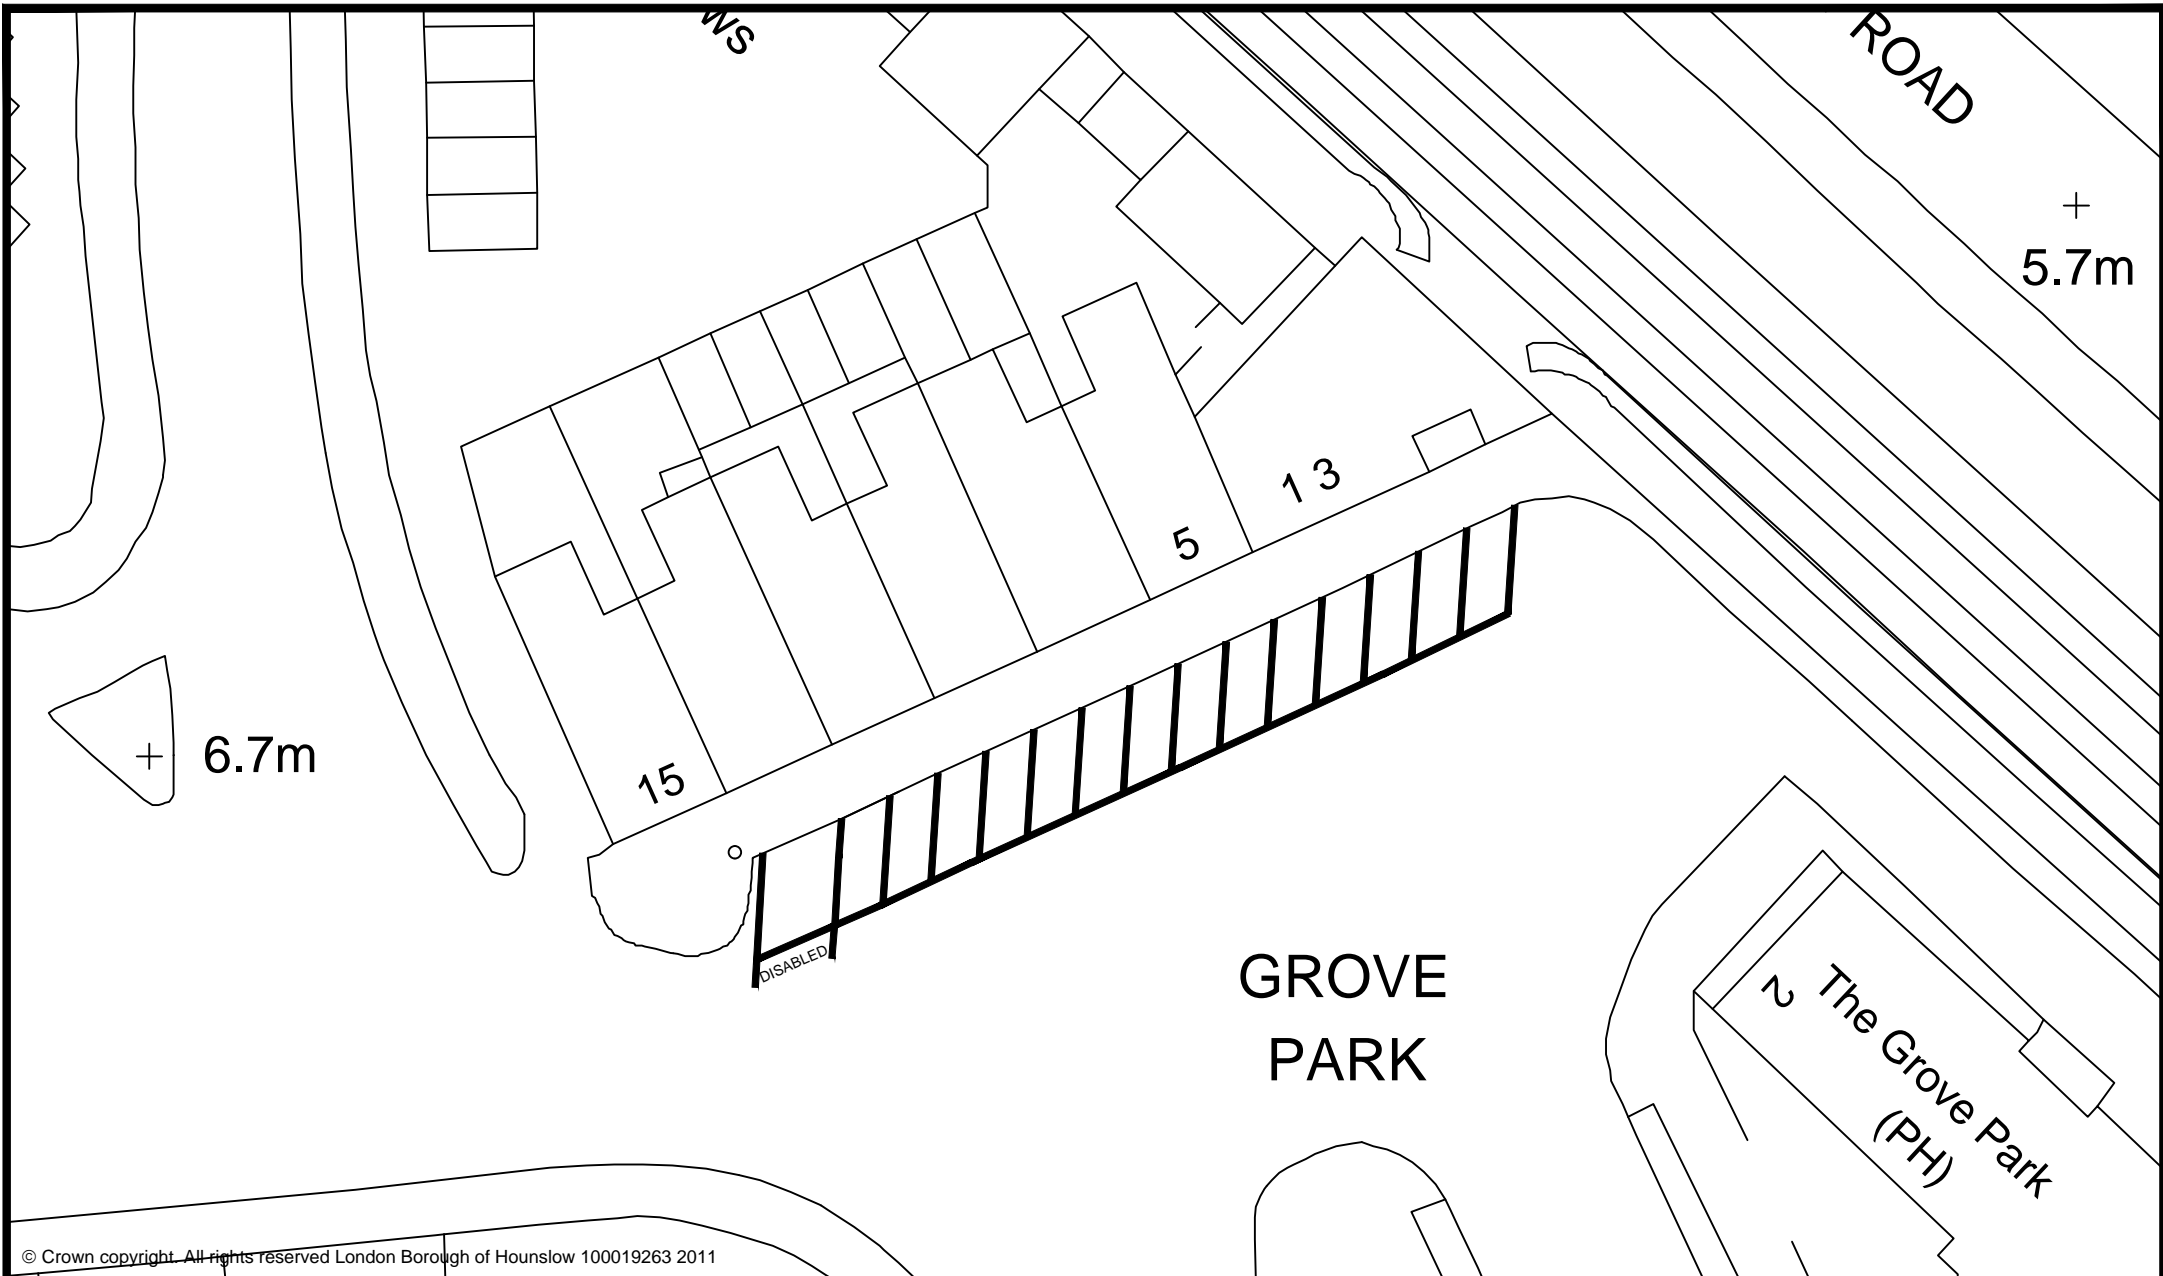 ws
ROAD
5.7m
1 3
5
6.7m
15
DISABLED
GROVE
PARK
2
The Grove Park
(PH)
© Crown copyright. All rights reserved London Borough of Hounslow 100019263 2011